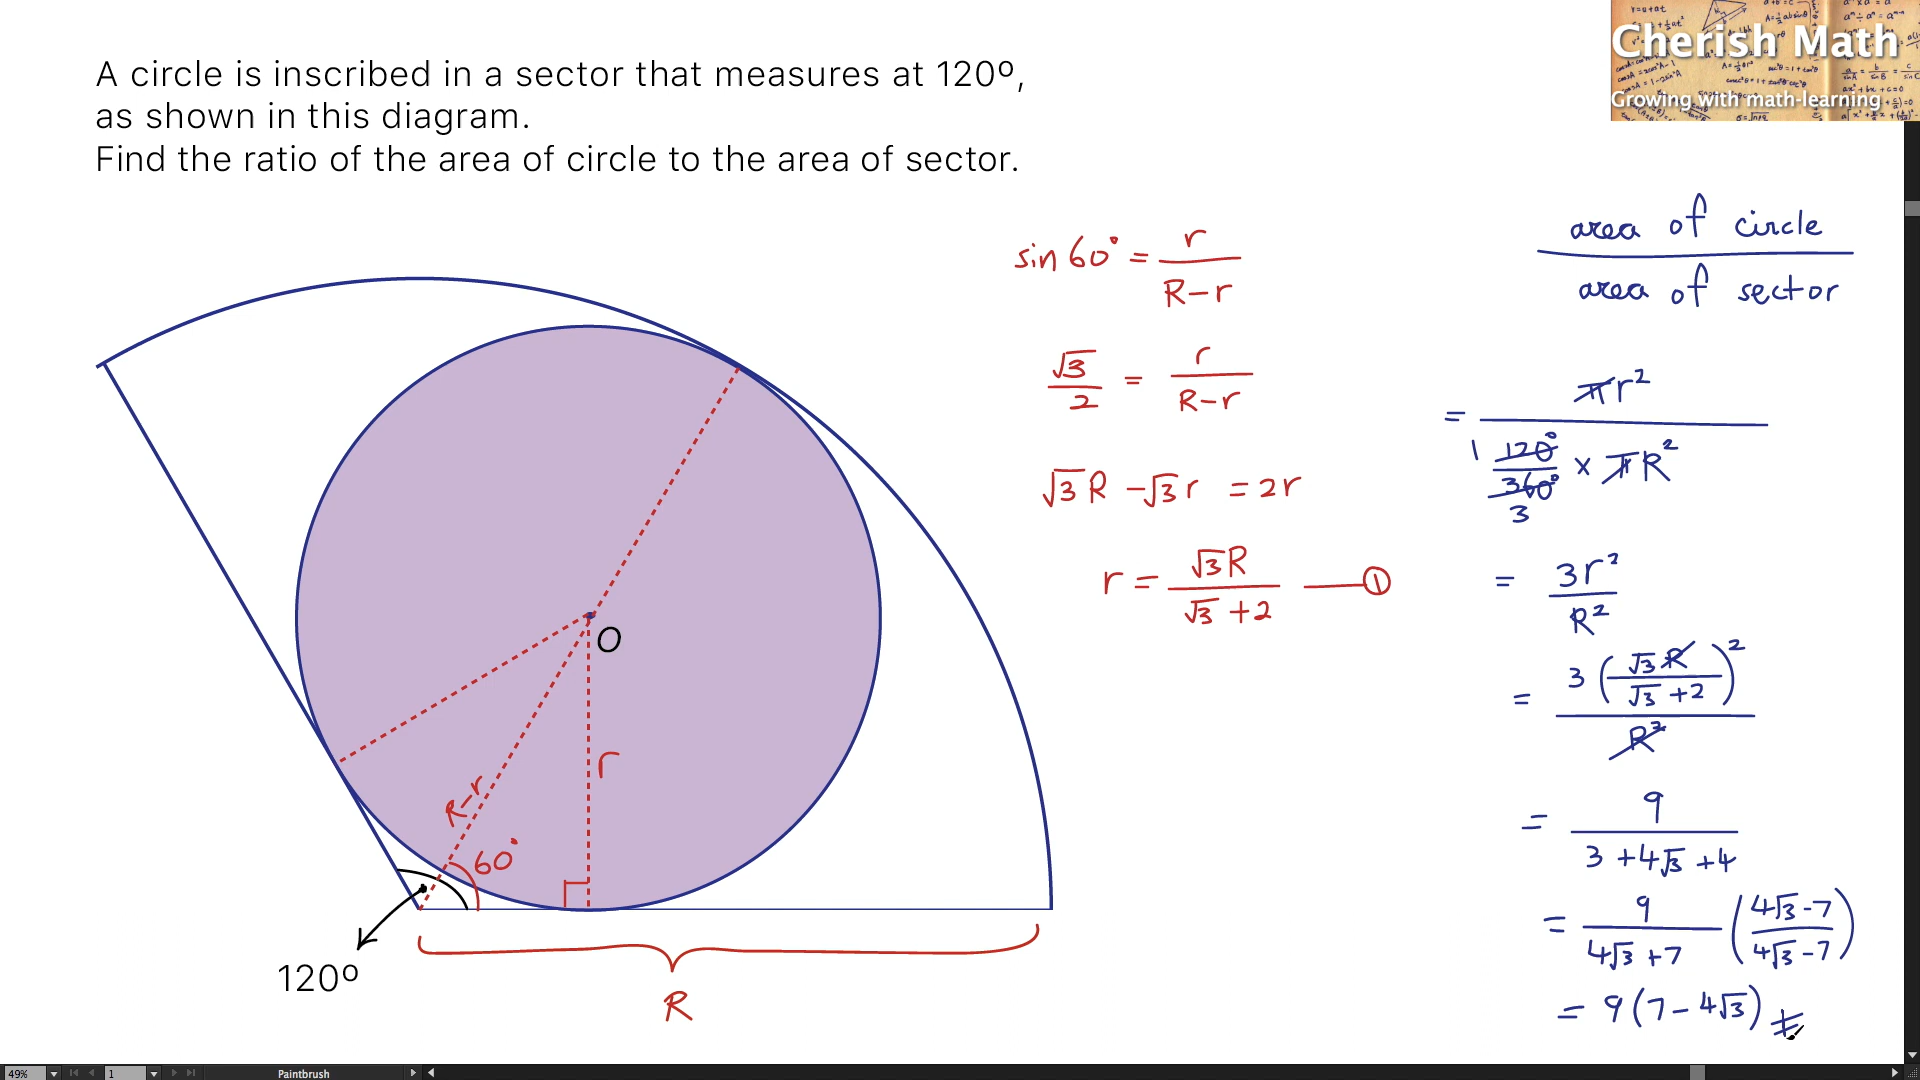 A circle is inscribed in a sector that measures at 120º,
as shown in this diagram.
Find the ratio of the area of circle to the area of sector.
Cherish Math
Growing with math-learning
sin 60° = r / (R-r)
√3/2 = r / (R-r)
√3R - √3r = 2r
r = √3R / (√3+2) — ①
area of circle / area of sector
= πr² / (120°/360° × πR²)
1
3
= 3r² / R²
= 3(√3R / (√3+2))² / R²
= 9 / (3+4√3+4)
= 9 / (4√3+7) ((4√3-7) / (4√3-7))
= 9(7-4√3)
O
r
R-r
60°
120º
R
49%
1
Paintbrush